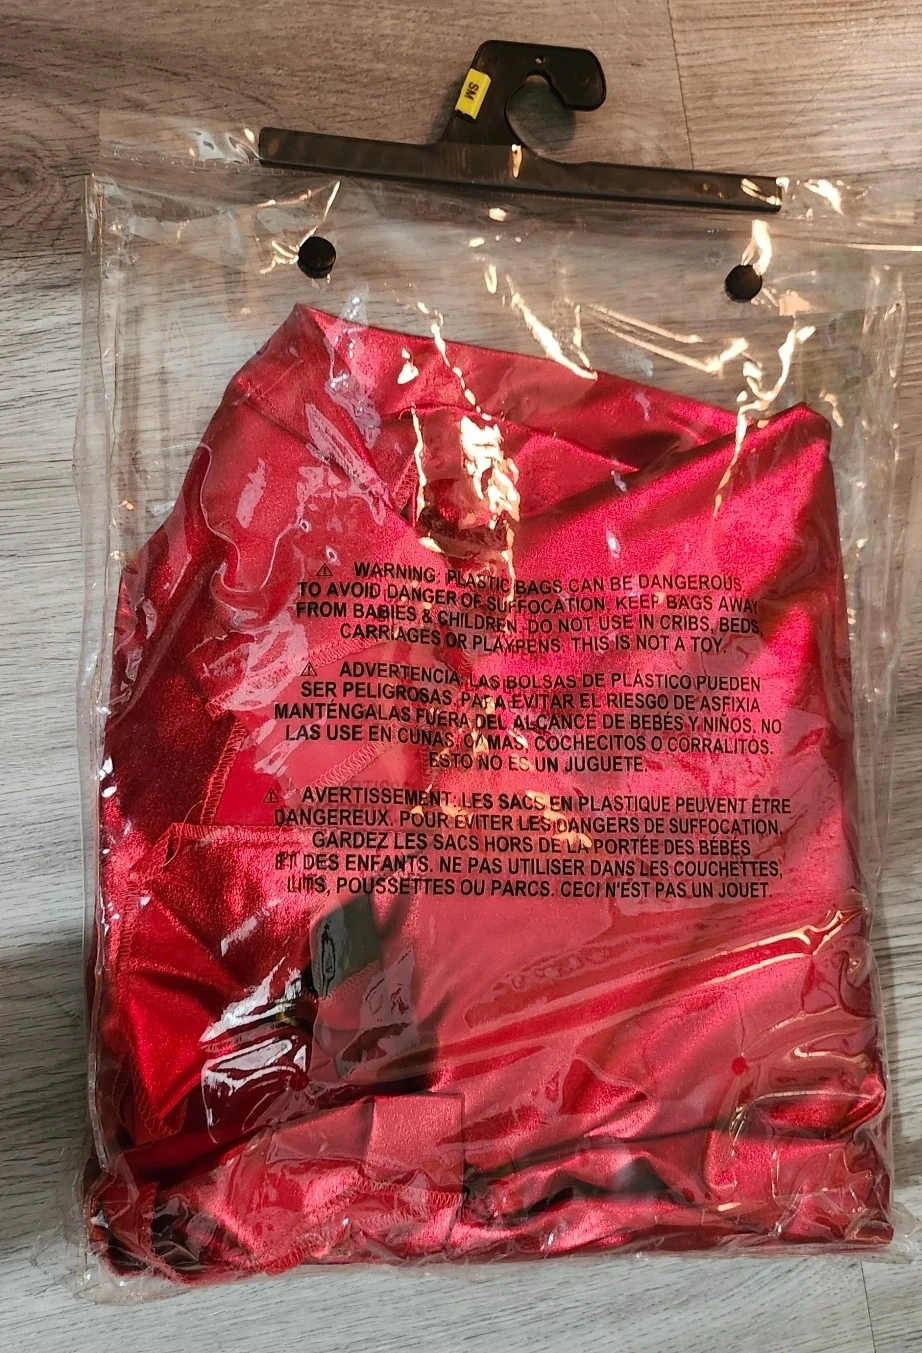 SM
⚠ WARNING: PLASTIC BAGS CAN BE DANGEROUS.
TO AVOID DANGER OF SUFFOCATION, KEEP BAGS AWAY
FROM BABIES & CHILDREN. DO NOT USE IN CRIBS, BEDS,
CARRIAGES OR PLAYPENS. THIS IS NOT A TOY.
⚠ ADVERTENCIA: LAS BOLSAS DE PLÁSTICO PUEDEN
SER PELIGROSAS. PARA EVITAR EL RIESGO DE ASFIXIA
MANTÉNGALAS FUERA DEL ALCANCE DE BEBÉS Y NIÑOS. NO
LAS USE EN CUNAS, CAMAS, COCHECITOS O CORRALITOS.
ESTO NO ES UN JUGUETE.
⚠ AVERTISSEMENT: LES SACS EN PLASTIQUE PEUVENT ÊTRE
DANGEREUX. POUR ÉVITER LES DANGERS DE SUFFOCATION,
GARDEZ LES SACS HORS DE LA PORTÉE DES BÉBÉS
ET DES ENFANTS. NE PAS UTILISER DANS LES COUCHETTES,
LITS, POUSSETTES OU PARCS. CECI N'EST PAS UN JOUET.